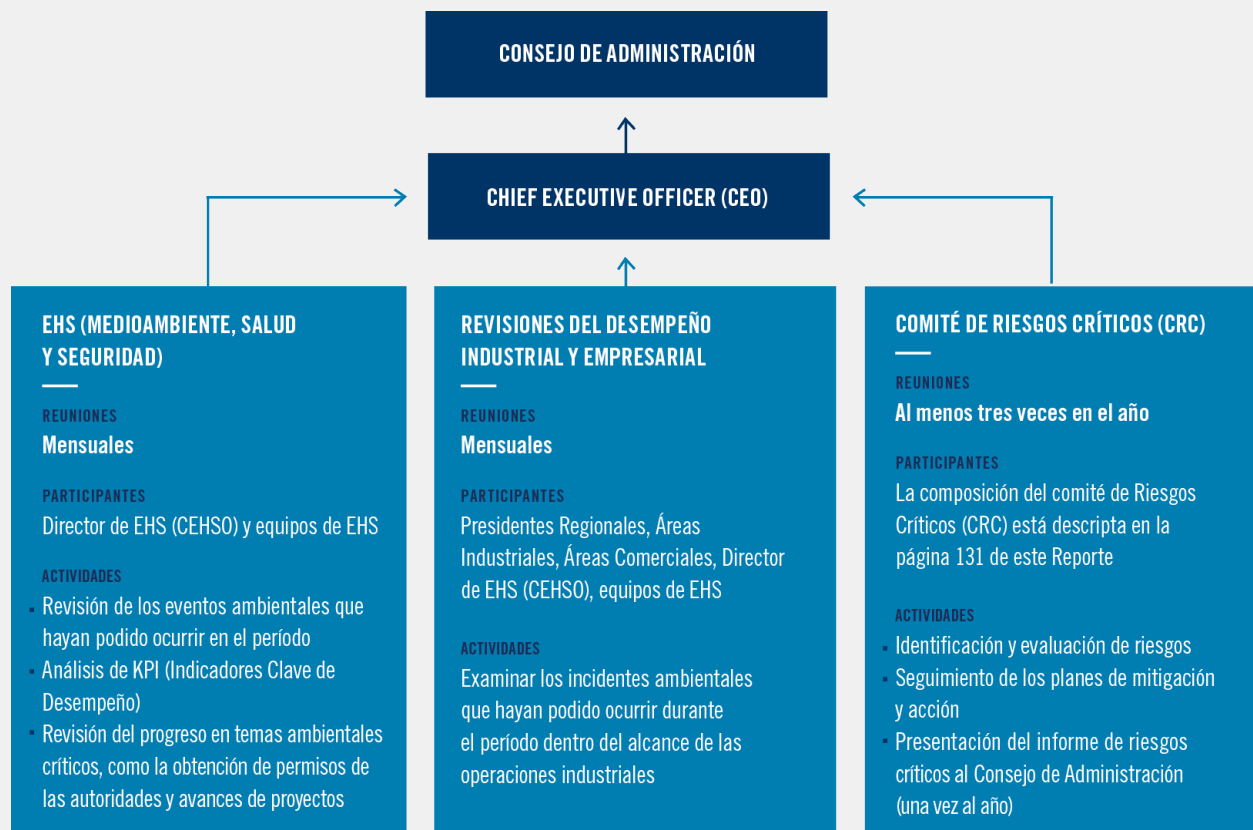 CONSEJO DE ADMINISTRACIÓN
CHIEF EXECUTIVE OFFICER (CEO)
EHS (MEDIOAMBIENTE, SALUD
Y SEGURIDAD)
REUNIONES
Mensuales
PARTICIPANTES
Director de EHS (CEHSO) y equipos de EHS
ACTIVIDADES
Revisión de los eventos ambientales que
hayan podido ocurrir en el período
Análisis de KPI (Indicadores Clave de
Desempeño)
Revisión del progreso en temas ambientales
críticos, como la obtención de permisos de
las autoridades y avances de proyectos
REVISIONES DEL DESEMPEÑO
INDUSTRIAL Y EMPRESARIAL
REUNIONES
Mensuales
PARTICIPANTES
Presidentes Regionales, Áreas
Industriales, Áreas Comerciales, Director
de EHS (CEHSO), equipos de EHS
ACTIVIDADES
Examinar los incidentes ambientales
que hayan podido ocurrir durante
el período dentro del alcance de las
operaciones industriales
COMITÉ DE RIESGOS CRÍTICOS (CRC)
REUNIONES
Al menos tres veces en el año
PARTICIPANTES
La composición del comité de Riesgos
Críticos (CRC) está descripta en la
página 131 de este Reporte
ACTIVIDADES
Identificación y evaluación de riesgos
Seguimiento de los planes de mitigación
y acción
Presentación del informe de riesgos
críticos al Consejo de Administración
(una vez al año)